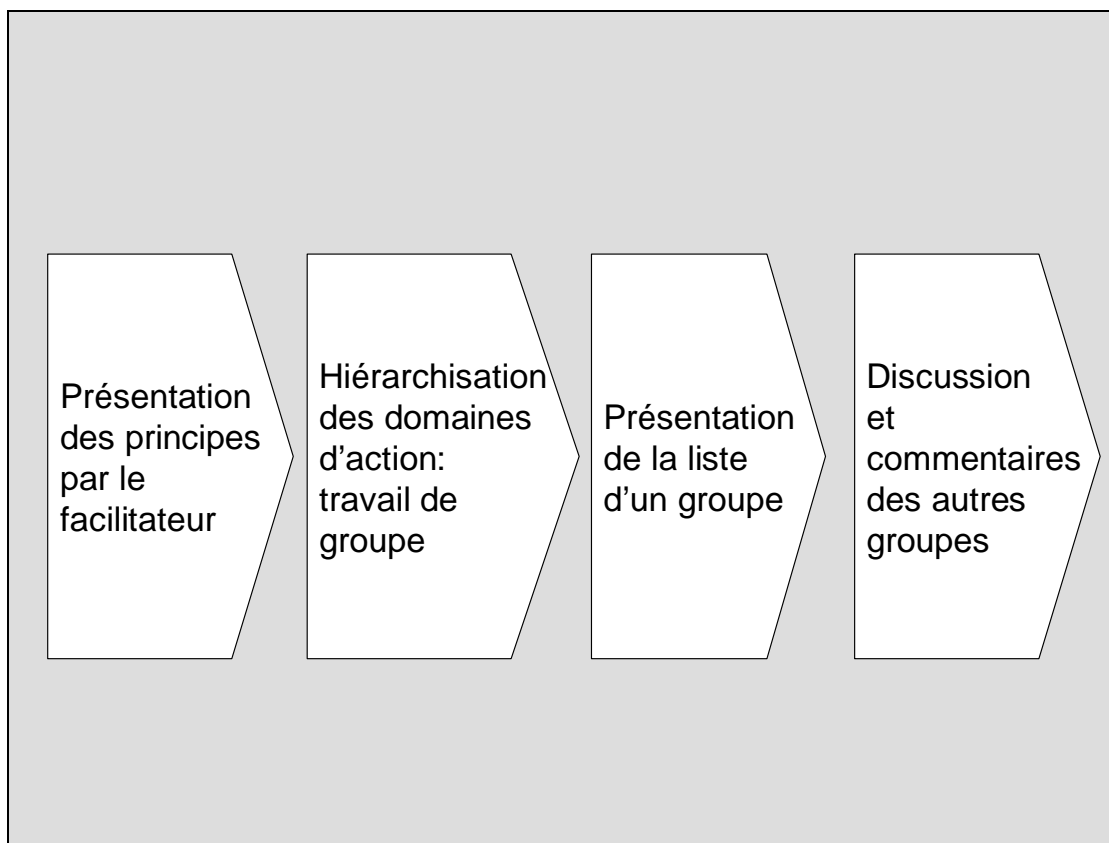 Présentation
des principes
par le
facilitateur
Hiérarchisation
des domaines
d’action:
travail de
groupe
Présentation
de la liste
d’un groupe
Discussion
et
commentaires
des autres
groupes